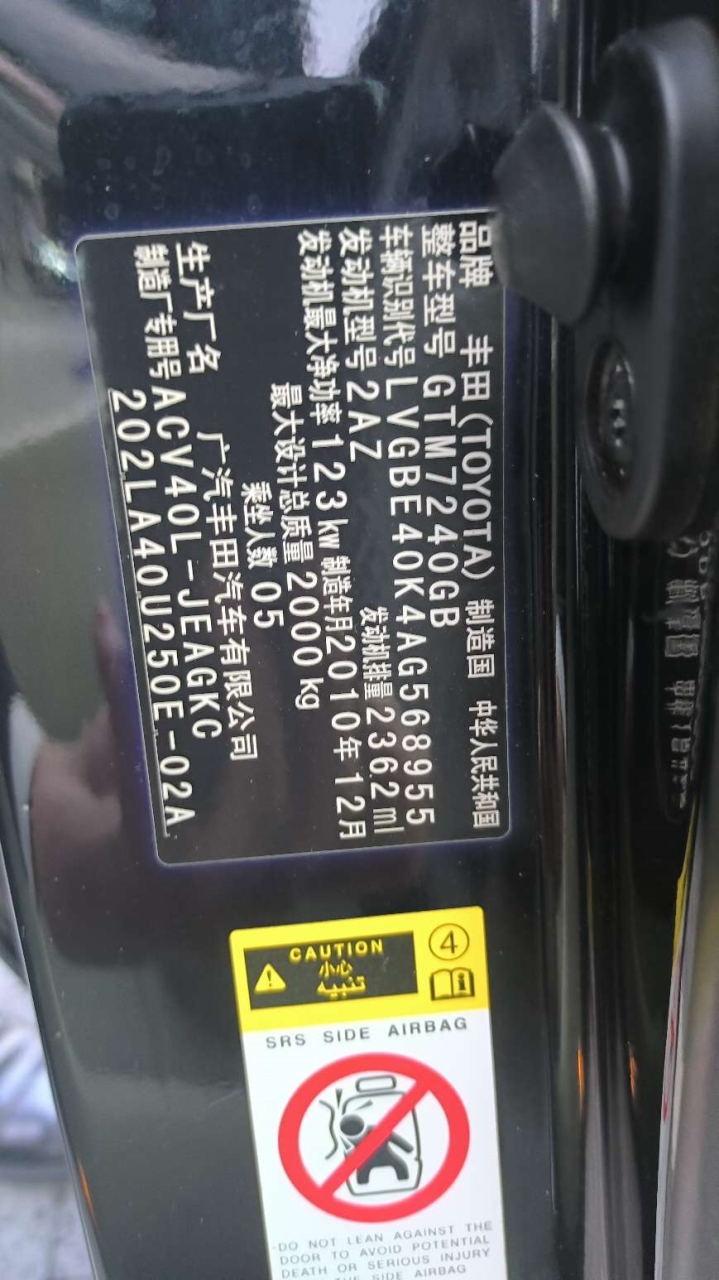 品牌 丰田(TOYOTA) 制造国 中华人民共和国
整车型号 GTM7240GB
车辆识别代号 LVGBE40K4AG568955
发动机型号 2AZ 发动机排量 2362ml
发动机最大净功率 123kw 制造年月 2010年12月
最大设计总质量 2000kg
乘坐人数 05
生产厂名 广汽丰田汽车有限公司
制造厂专用号 ACV40L-JEAGKC
202LA40U250E-02A
CAUTION
小心
تنبيه
4
SRS SIDE AIRBAG
·DO NOT LEAN AGAINST THE
DOOR TO AVOID POTENTIAL
DEATH OR SERIOUS INJURY
THE SIDE AIRBAG